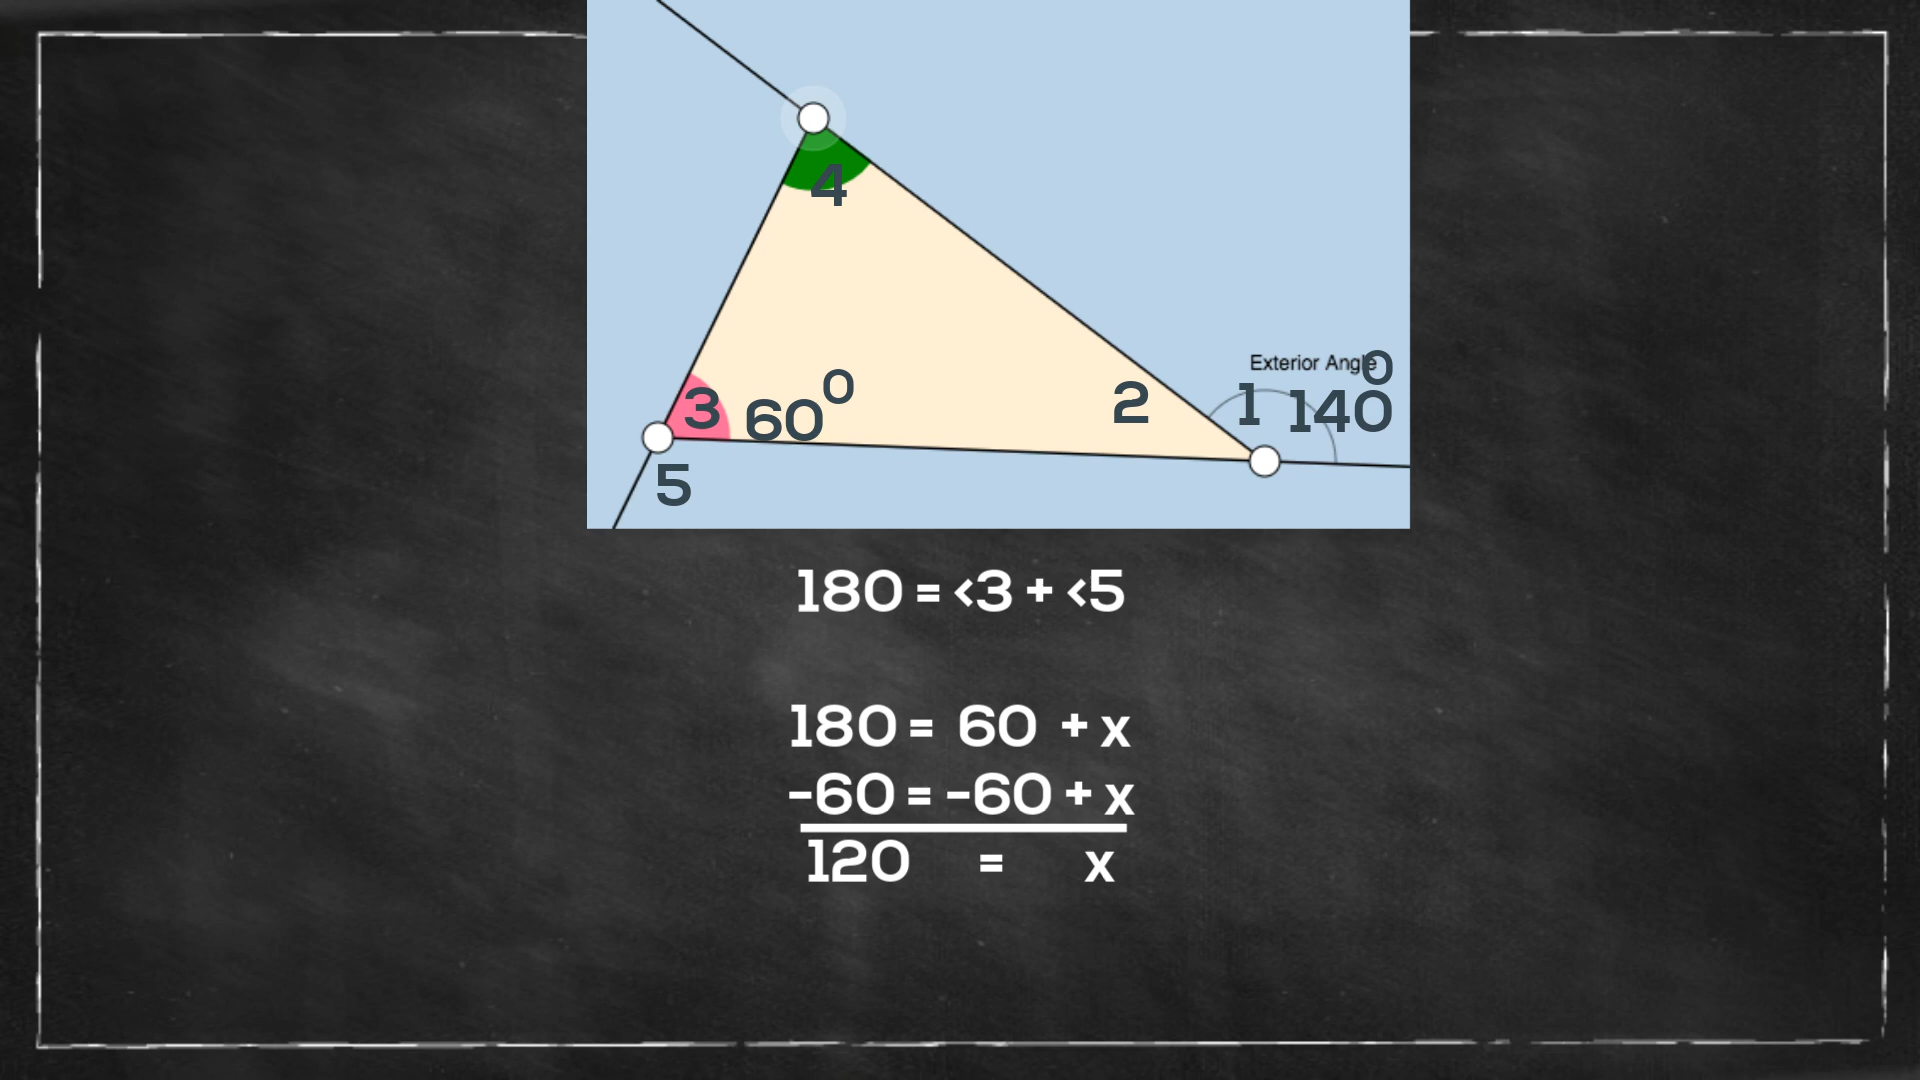 4
Exterior Angle
0
3 60 0
2
1 140
5
180 = <3 + <5
180 = 60 + x
-60 = -60 + x
120 = x